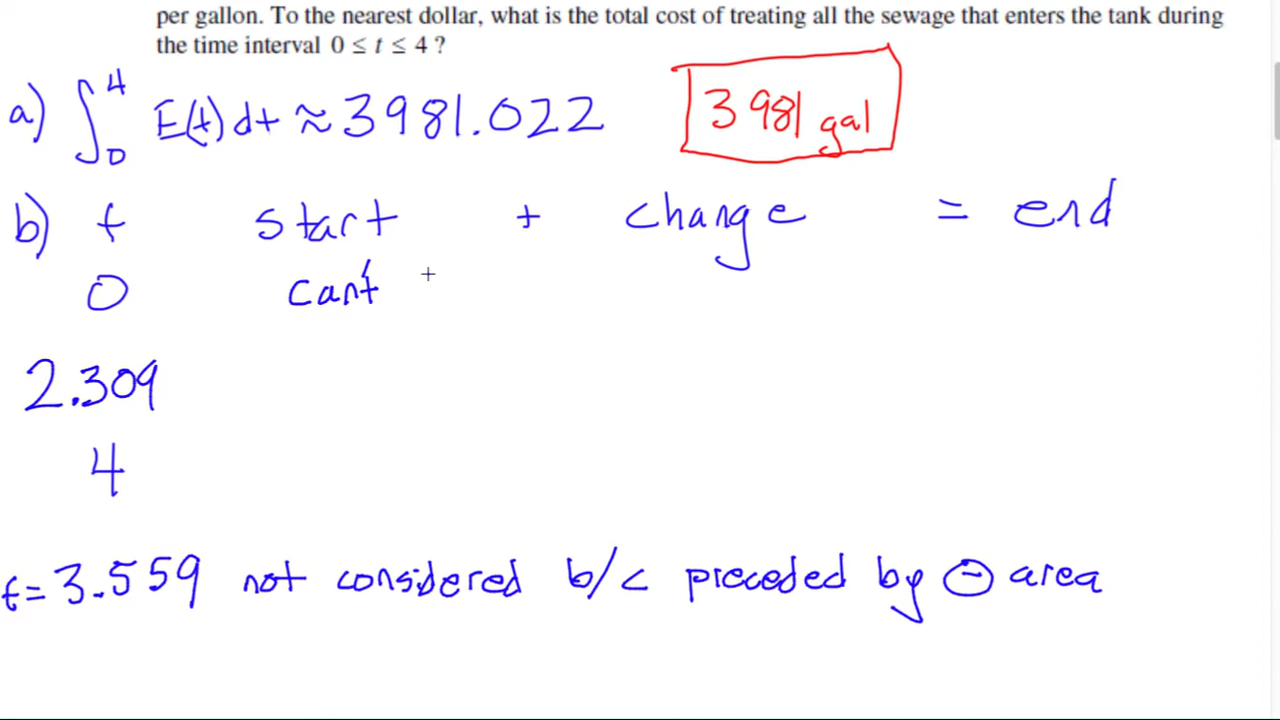 per gallon. To the nearest dollar, what is the total cost of treating all the sewage that enters the tank during
the time interval 0 ≤ t ≤ 4 ?
a) ∫₀⁴ E(t) dt ≈ 3981.022 3981 gal
b) t start + change = end
0 can't
2.309
4
t = 3.559 not considered b/c preceded by ⊖ area